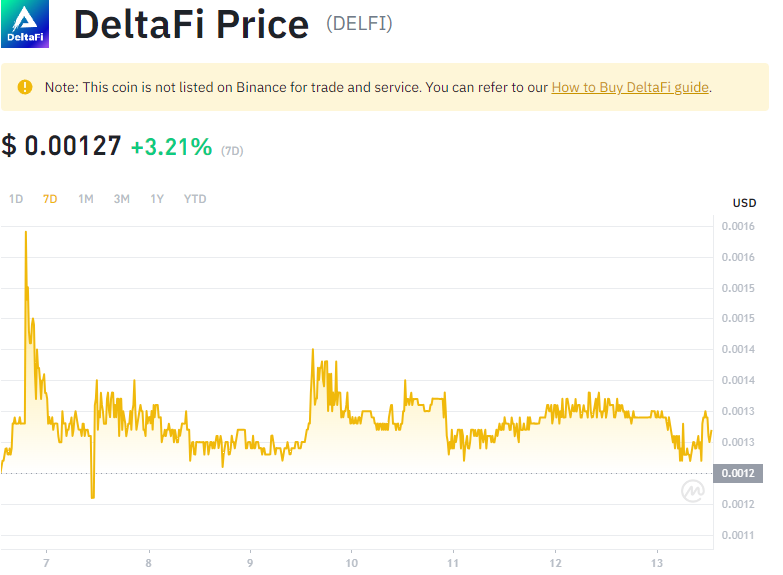 DeltaFi
DeltaFi Price (DELFI)
Note: This coin is not listed on Binance for trade and service. You can refer to our How to Buy DeltaFi guide.
$ 0.00127 +3.21% (7D)
1D 7D 1M 3M 1Y YTD
USD
0.0016
0.0016
0.0015
0.0015
0.0014
0.0014
0.0013
0.0013
0.0012
0.0012
0.0011
7 8 9 10 11 12 13